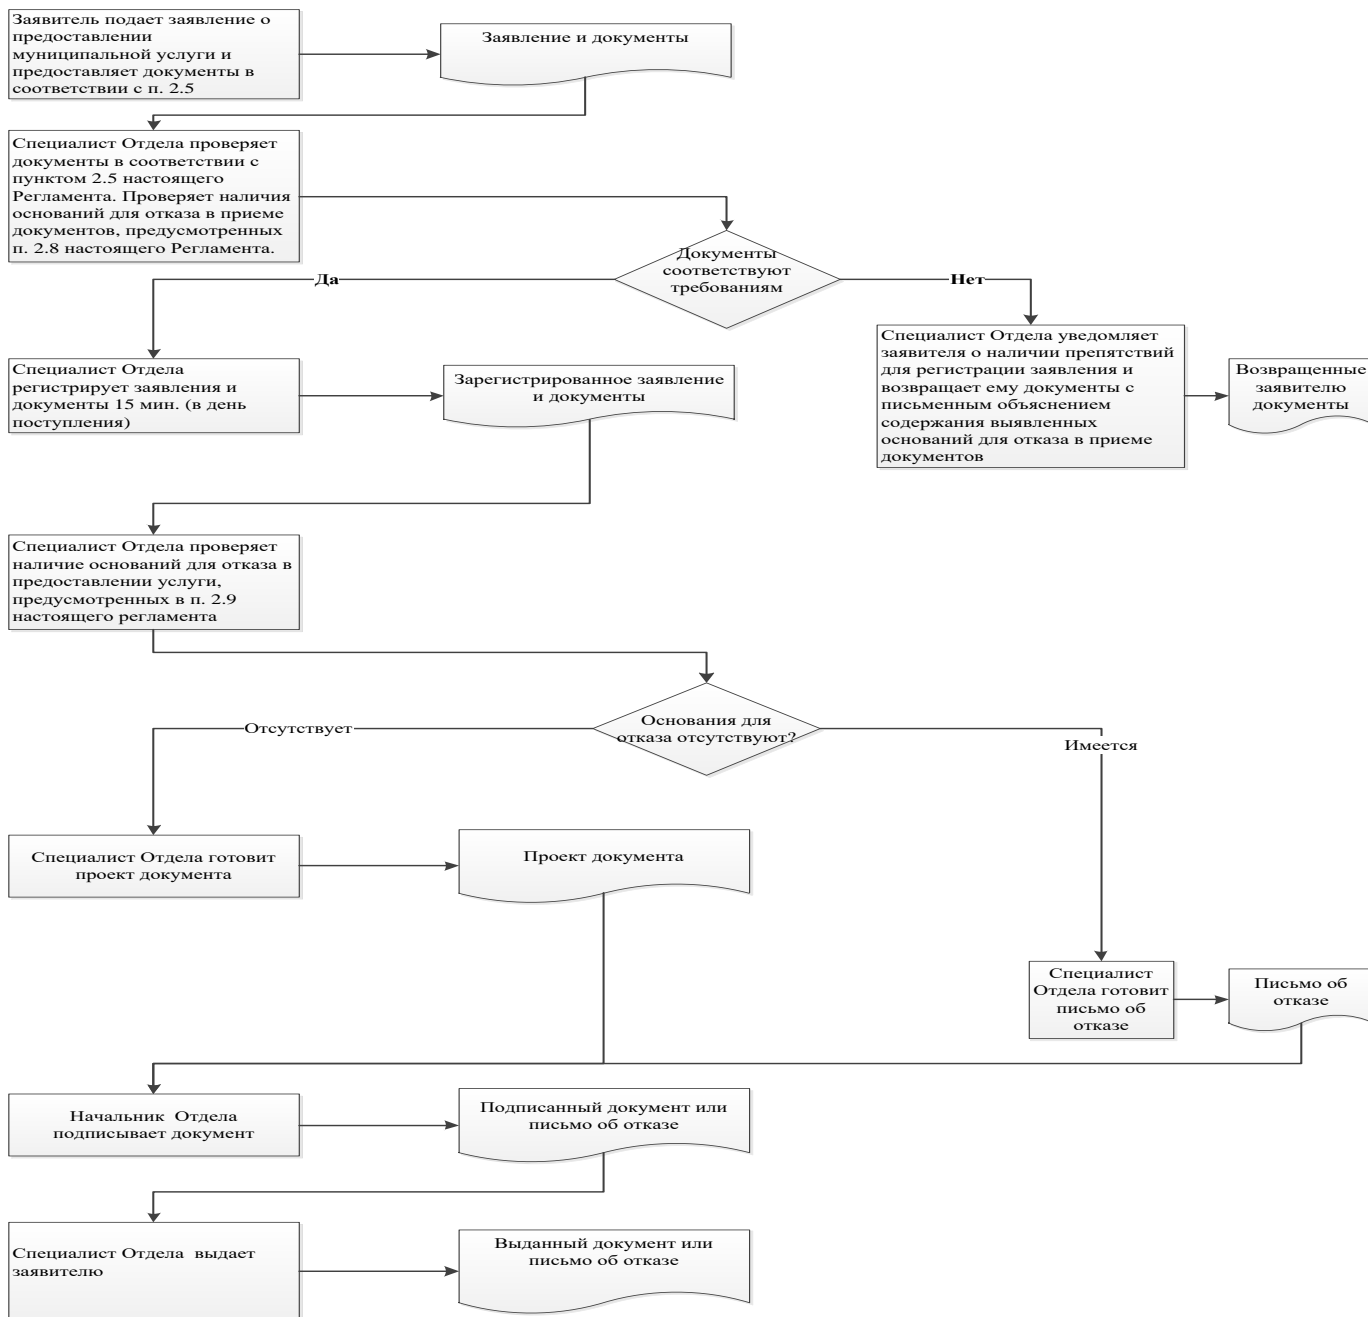 Заявитель подает заявление о
предоставлении
муниципальной услуги и
предоставляет документы в
соответствии с п. 2.5
Заявление и документы
Специалист Отдела проверяет
документы в соответствии с
пунктом 2.5 настоящего
Регламента. Проверяет наличия
оснований для отказа в приеме
документов, предусмотренных
п. 2.8 настоящего Регламента.
Документы
соответствуют
требованиям
Да
Нет
Специалист Отдела
регистрирует заявления и
документы 15 мин. (в день
поступления)
Зарегистрированное заявление
и документы
Специалист Отдела уведомляет
заявителя о наличии препятствий
для регистрации заявления и
возвращает ему документы с
письменным объяснением
содержания выявленных
оснований для отказа в приеме
документов
Возвращенные
заявителю
документы
Специалист Отдела проверяет
наличие оснований для отказа в
предоставлении услуги,
предусмотренных в п. 2.9
настоящего регламента
Основания для
отказа отсутствуют?
Отсутствует
Имеется
Специалист Отдела готовит
проект документа
Проект документа
Специалист
Отдела готовит
письмо об
отказе
Письмо об
отказе
Начальник Отдела
подписывает документ
Подписанный документ или
письмо об отказе
Специалист Отдела выдает
заявителю
Выданный документ или
письмо об отказе